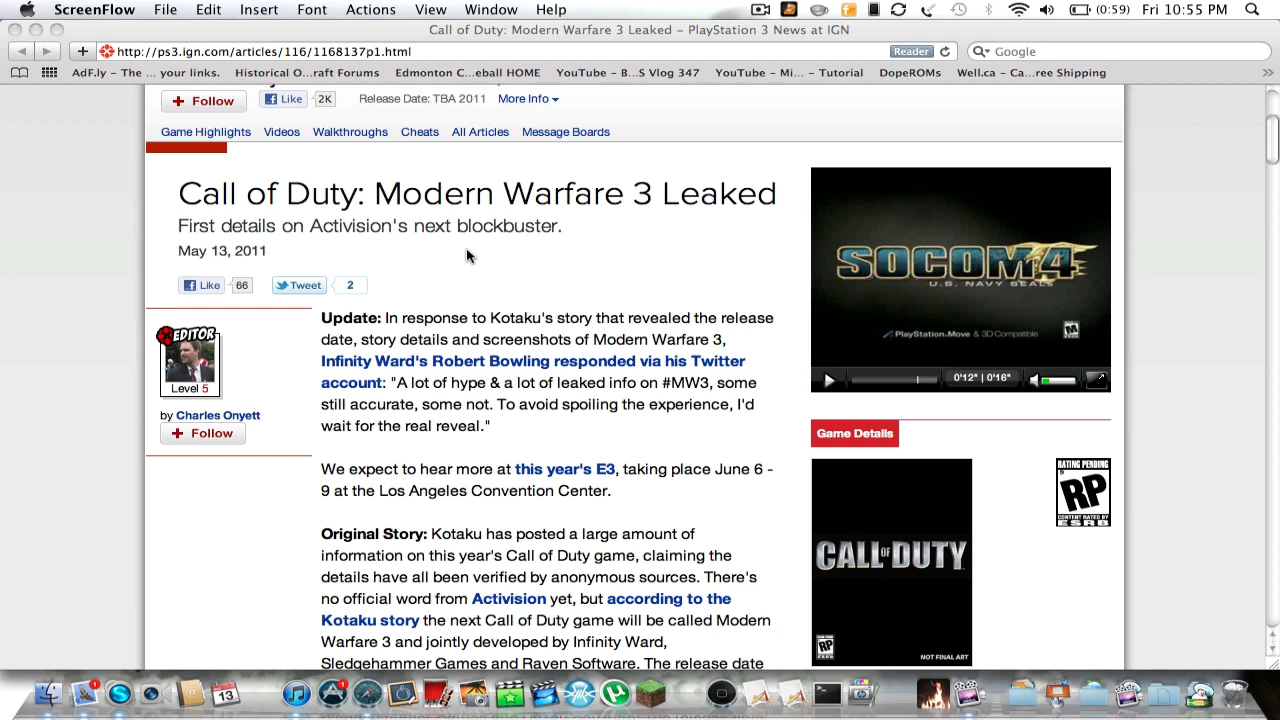 ScreenFlow File Edit Insert Font Actions View Window Help (0:59) Fri 10:55 PM
Call of Duty: Modern Warfare 3 Leaked – PlayStation 3 News at IGN
http://ps3.ign.com/articles/116/1168137p1.html Reader Google
AdF.ly – The ... your links. Historical O...raft Forums Edmonton C...eball HOME YouTube – B...S Vlog 347 YouTube – Mi... – Tutorial DopeROMs Well.ca – Ca...ree Shipping
+ Follow Like 2K Release Date: TBA 2011 More Info
Game Highlights Videos Walkthroughs Cheats All Articles Message Boards
Call of Duty: Modern Warfare 3 Leaked
First details on Activision's next blockbuster.
May 13, 2011
Like 66 Tweet 2
EDITOR
Level 5
by Charles Onyett
+ Follow
Update: In response to Kotaku's story that revealed the release
date, story details and screenshots of Modern Warfare 3,
Infinity Ward's Robert Bowling responded via his Twitter
account: "A lot of hype & a lot of leaked info on #MW3, some
still accurate, some not. To avoid spoiling the experience, I'd
wait for the real reveal."
We expect to hear more at this year's E3, taking place June 6 -
9 at the Los Angeles Convention Center.
Original Story: Kotaku has posted a large amount of
information on this year's Call of Duty game, claiming the
details have all been verified by anonymous sources. There's
no official word from Activision yet, but according to the
Kotaku story the next Call of Duty game will be called Modern
Warfare 3 and jointly developed by Infinity Ward,
Sledgehammer Games and Raven Software. The release date
SOCOM 4
U.S. NAVY SEALS
PlayStation.Move & 3D Compatible
0'12" | 0'16"
Game Details
CALL OF DUTY
RP
NOT FINAL ART
RATING PENDING
RP
CONTENT RATED BY
ESRB
1
13
1